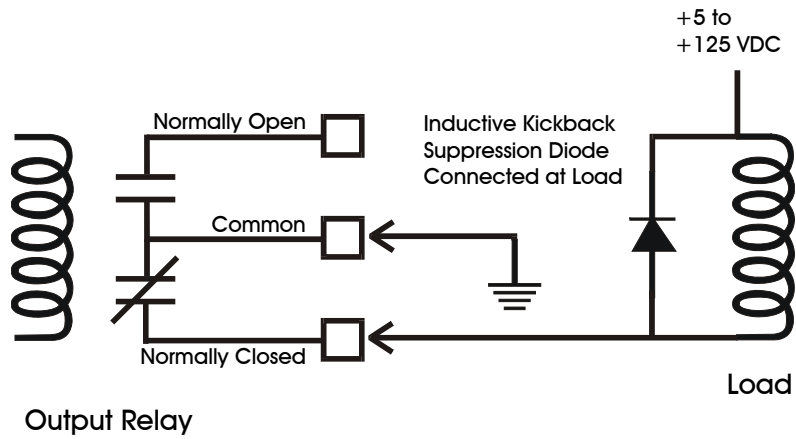 +5 to
+125 VDC
Normally Open
Inductive Kickback
Suppression Diode
Connected at Load
Common
Normally Closed
Load
Output Relay